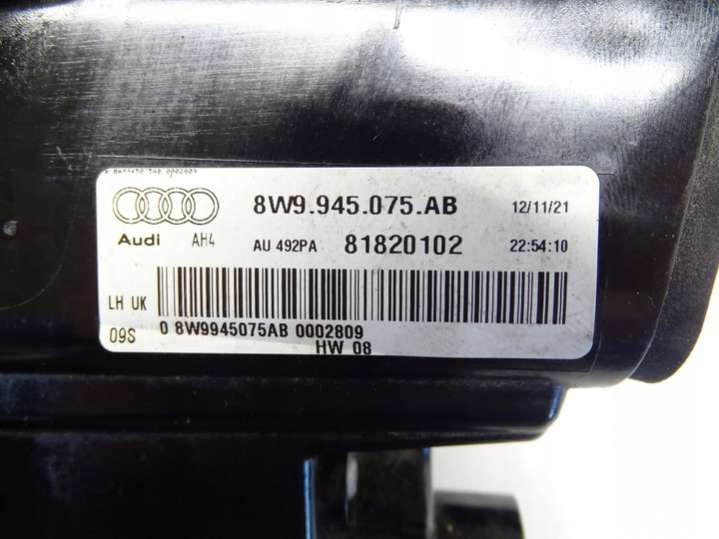 8W9.945.075.AB 12/11/21
Audi AH4 AU 492PA 81820102 22:54:10
LH UK
09S 0 8W9945075AB 0002809
HW 08